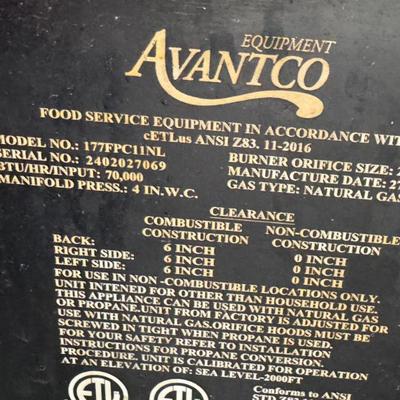 EQUIPMENT
AVANTCO
FOOD SERVICE EQUIPMENT IN ACCORDANCE WIT
cETLus ANSI Z83. 11-2016
MODEL NO.: 177FPC11NL
SERIAL NO.: 2402027069
BTU/HR/INPUT: 70,000
MANIFOLD PRESS.: 4 IN.W.C.
BURNER ORIFICE SIZE: 2
MANUFACTURE DATE: 27
GAS TYPE: NATURAL GAS
CLEARANCE
COMBUSTIBLE NON-COMBUSTIBLE
CONSTRUCTION CONSTRUCTION
BACK: 6 INCH 0 INCH
RIGHT SIDE: 6 INCH 0 INCH
LEFT SIDE: 6 INCH 0 INCH
FOR USE IN NON-COMBUSTIBLE LOCATIONS ONLY.
UNIT INTENDED FOR OTHER THAN HOUSEHOLD USE.
THIS APPLIANCE CAN BE USED WITH NATURAL GAS
OR PROPANE.UNIT FROM FACTORY IS ADJUSTED FOR
USE WITH NATURAL GAS.ORIFICE HOODS MUST BE
SCREWED IN TIGHT WHEN PROPANE IS USED.
FOR YOUR SAFETY REFER TO INSTALLATION
INSTRUCTIONS FOR PROPANE CONVERSION.
PROCEDURE. UNIT IS CALIBRATED FOR OPERATION
AT AN ELEVATION OF: SEA LEVEL-2000FT
ETL ETL
Conforms to ANSI